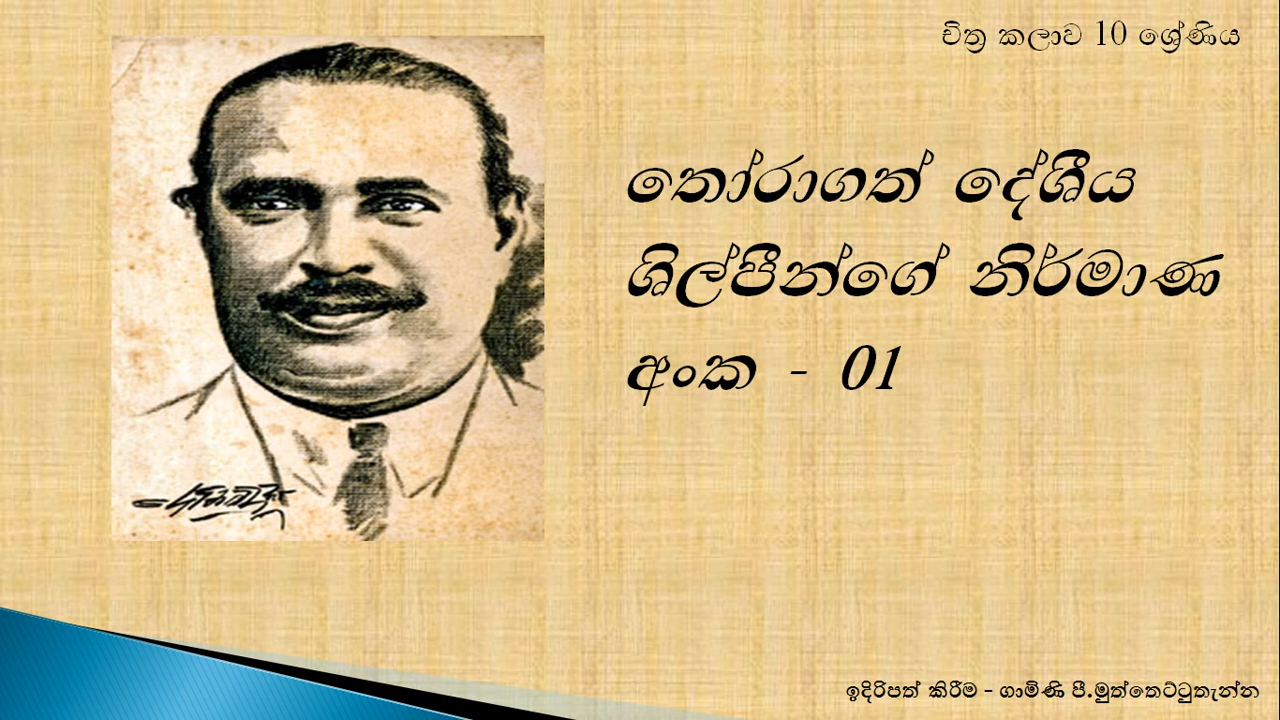 චිත්‍ර කලාව 10 ශ්‍රේණිය
තෝරාගත් දේශීය
ශිල්පීන්ගේ නිර්මාණ
අංක - 01
ඉදිරිපත් කිරීම - ගාමිණි පී.මුත්තෙට්ටුතැන්න